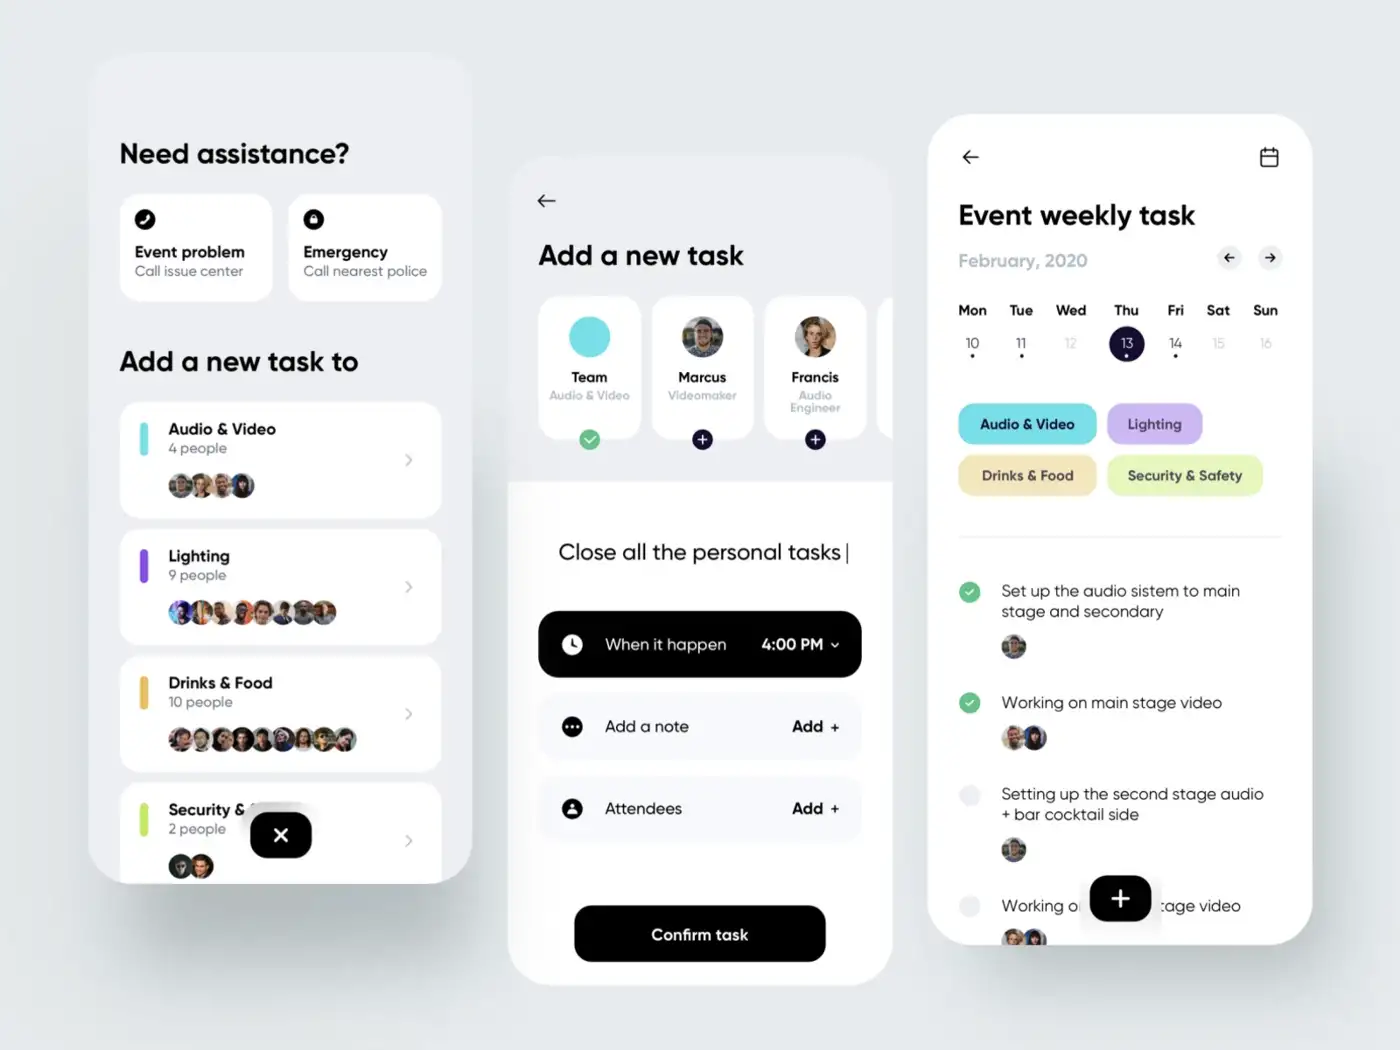 Need assistance?
Event problem
Call issue center
Emergency
Call nearest police
Add a new task to
Audio & Video
4 people
Lighting
9 people
Drinks & Food
10 people
Security &
2 people
Add a new task
Team
Audio & Video
Marcus
Videomaker
Francis
Audio
Engineer
Close all the personal tasks
When it happen 4:00 PM
Add a note Add +
Attendees Add +
Confirm task
Event weekly task
February, 2020
Mon Tue Wed Thu Fri Sat Sun
10 11 12 13 14 15 16
Audio & Video
Lighting
Drinks & Food
Security & Safety
Set up the audio sistem to main
stage and secondary
Working on main stage video
Setting up the second stage audio
+ bar cocktail side
Working video